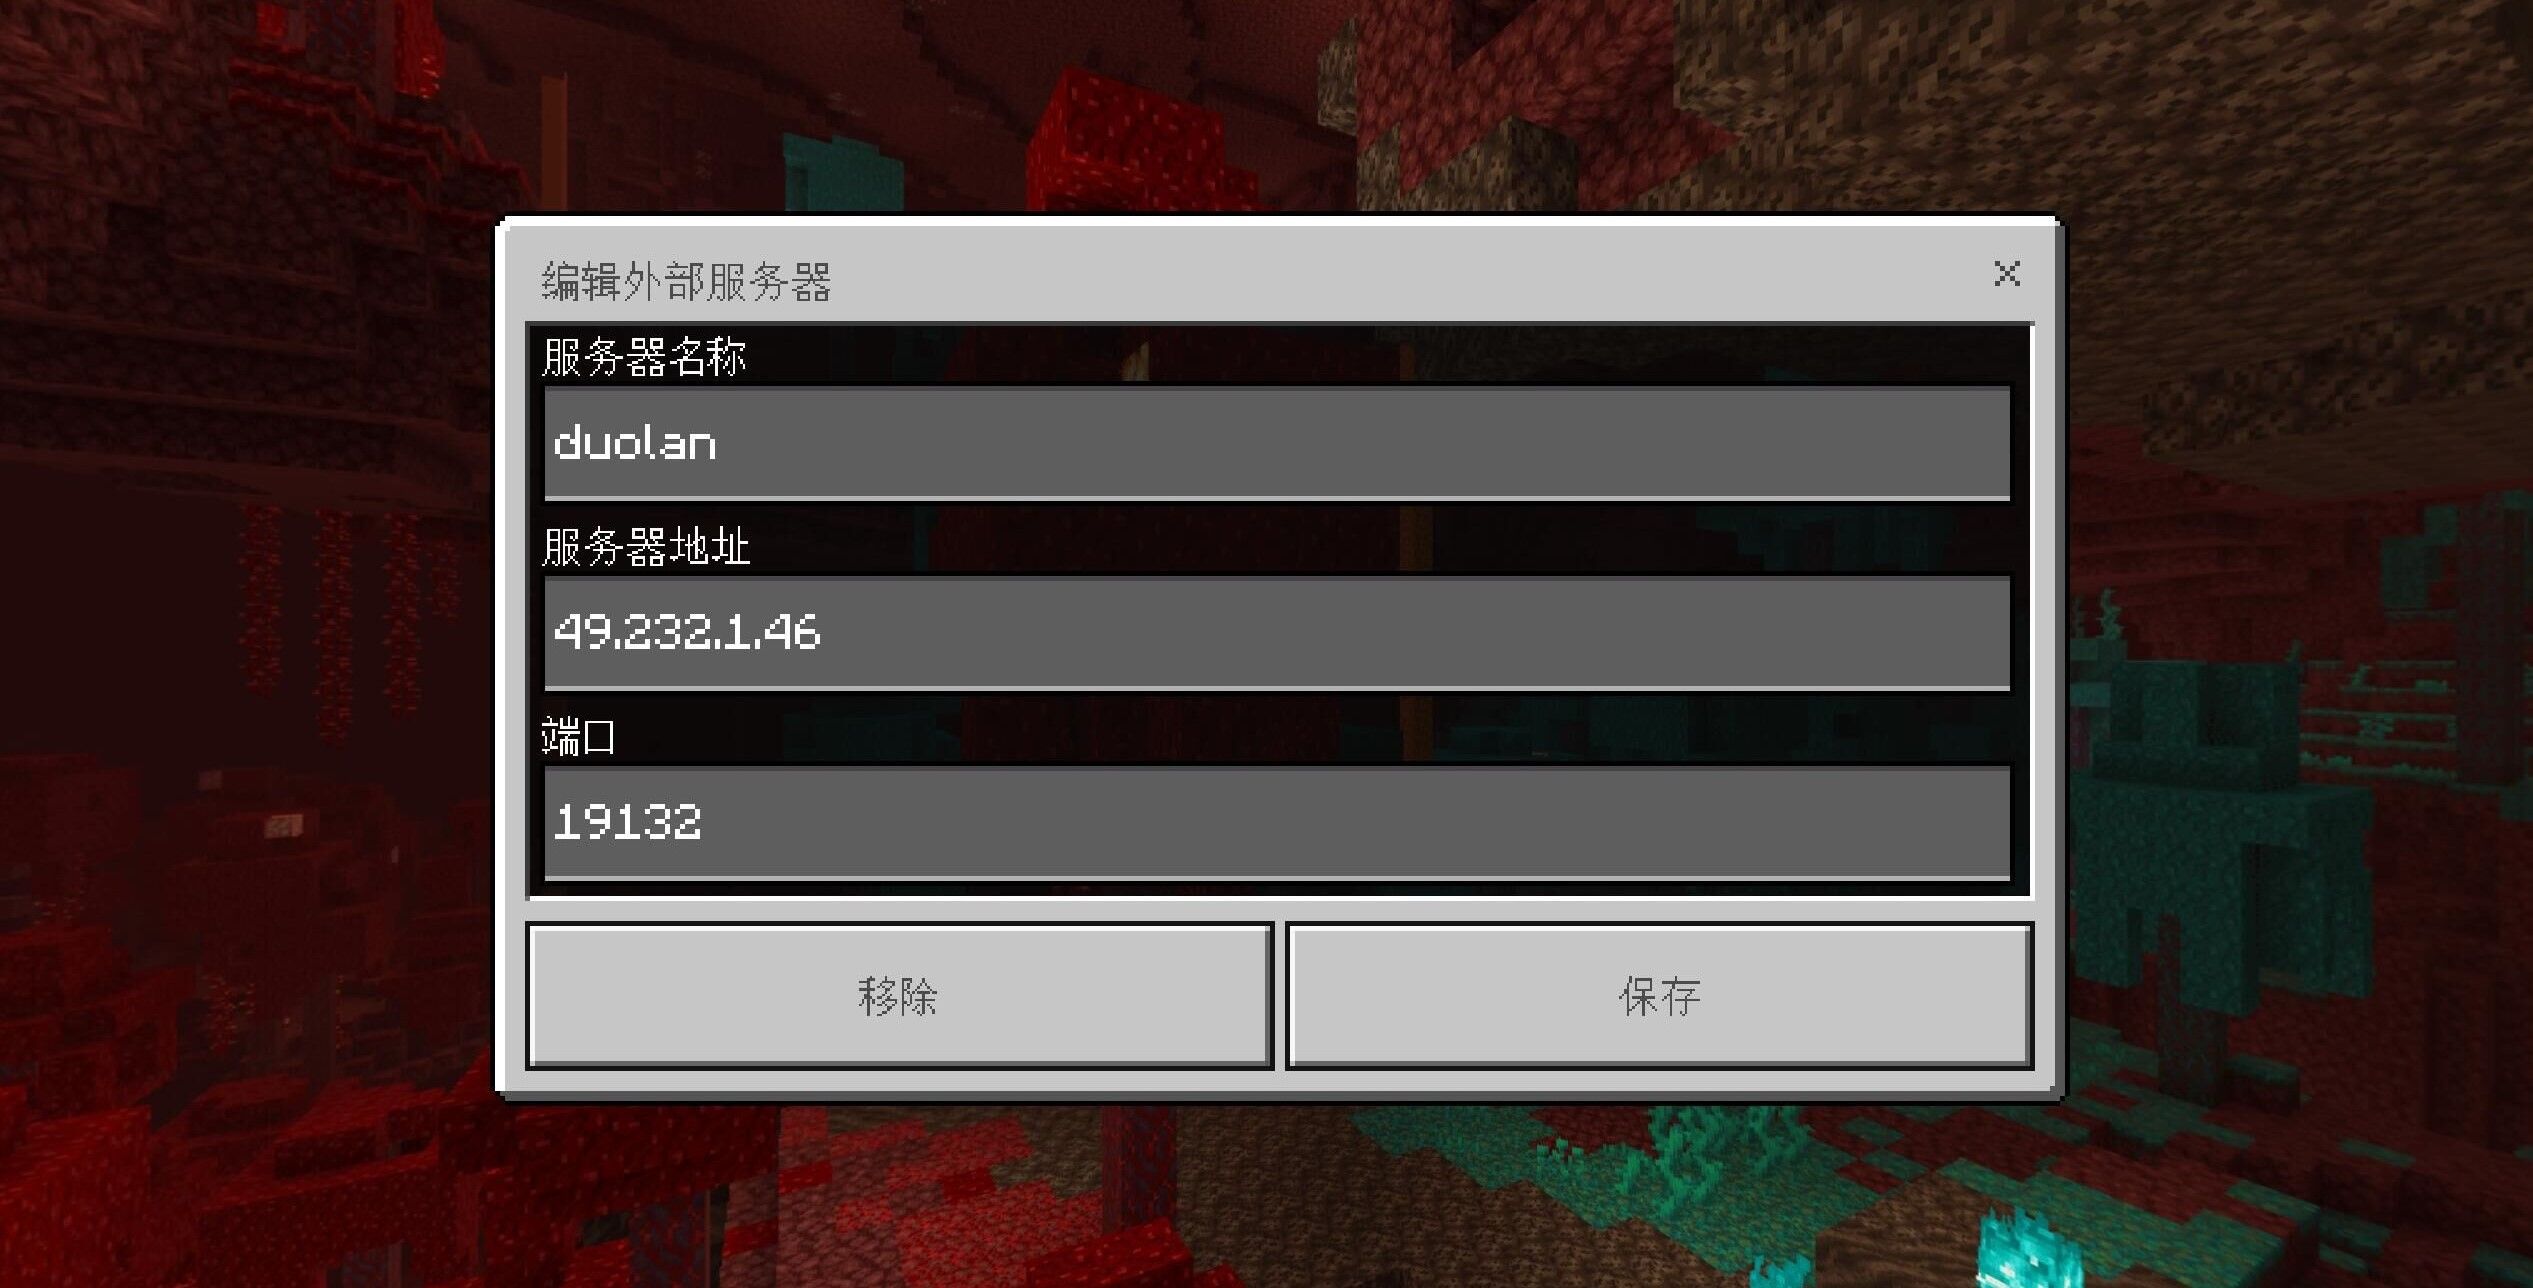 编辑外部服务器
服务器名称
duolan
服务器地址
49.232.1.46
端口
19132
移除
保存